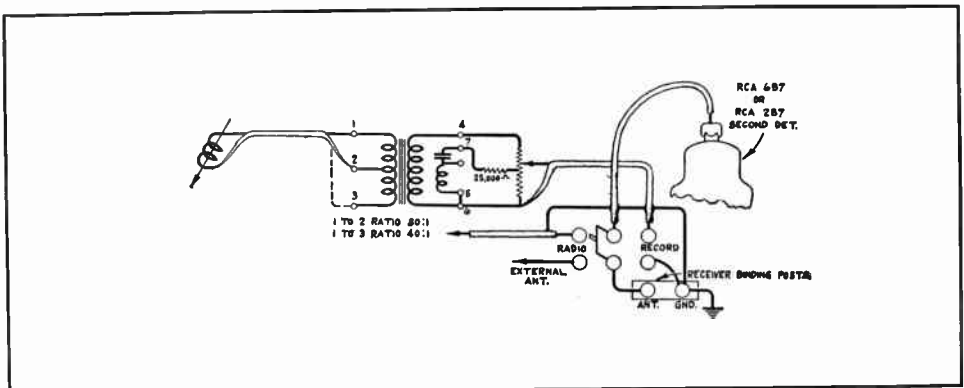 RCA 6B7
OR
RCA 2B7
SECOND DET.
1
4
7
2
25,000 Ω
5
3
6
1 TO 2 RATIO 80:1
1 TO 3 RATIO 40:1
RADIO
RECORD
EXTERNAL
ANT.
RECEIVER BINDING POSTS
ANT.
GND.